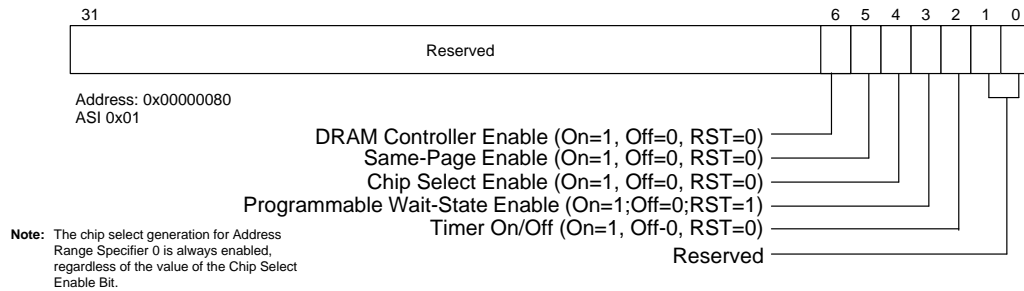 31 6 5 4 3 2 1 0
Reserved
Address: 0x00000080
ASI 0x01
DRAM Controller Enable (On=1, Off=0, RST=0)
Same-Page Enable (On=1, Off=0, RST=0)
Chip Select Enable (On=1, Off=0, RST=0)
Programmable Wait-State Enable (On=1;Off=0;RST=1)
Timer On/Off (On=1, Off-0, RST=0)
Reserved
Note: The chip select generation for Address
Range Specifier 0 is always enabled,
regardless of the value of the Chip Select
Enable Bit.